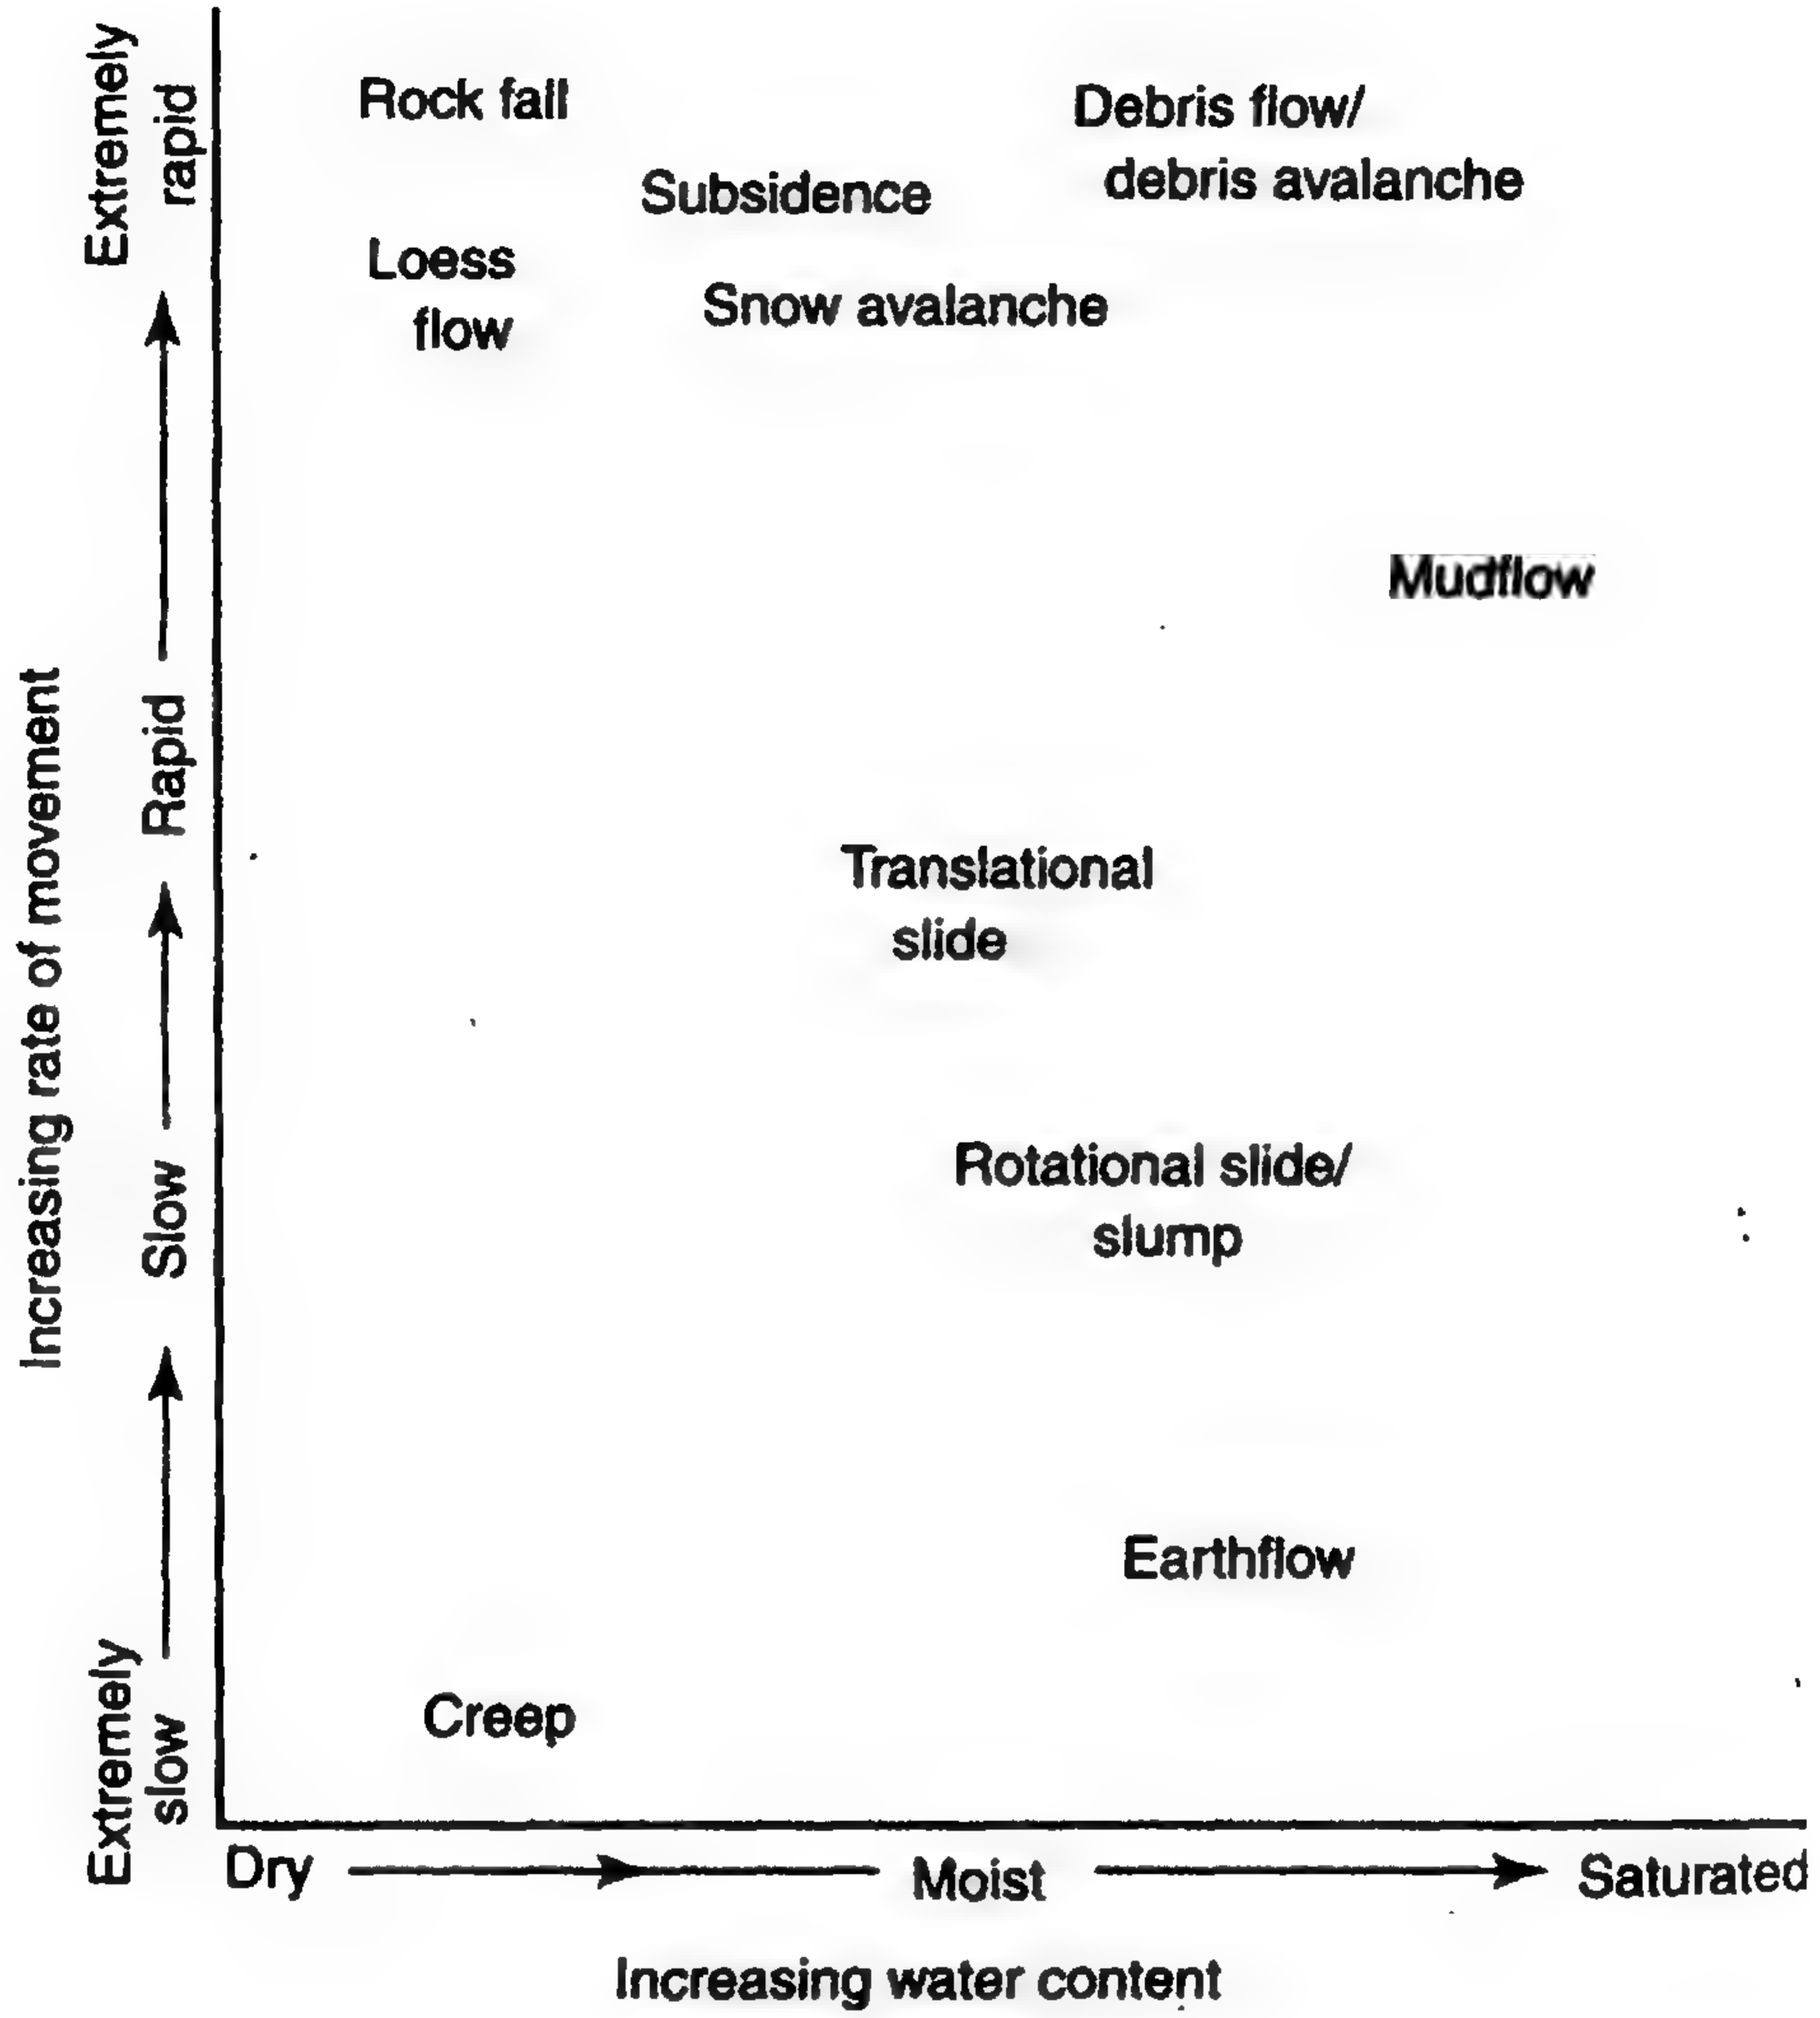 Extremely
rapid
Rapid
Slow
Extremely
slow
Increasing rate of movement
Rock fall
Debris flow/
debris avalanche
Subsidence
Loess
flow
Snow avalanche
Mudflow
Translational
slide
Rotational slide/
slump
Earthflow
Creep
Dry
Moist
Saturated
Increasing water content